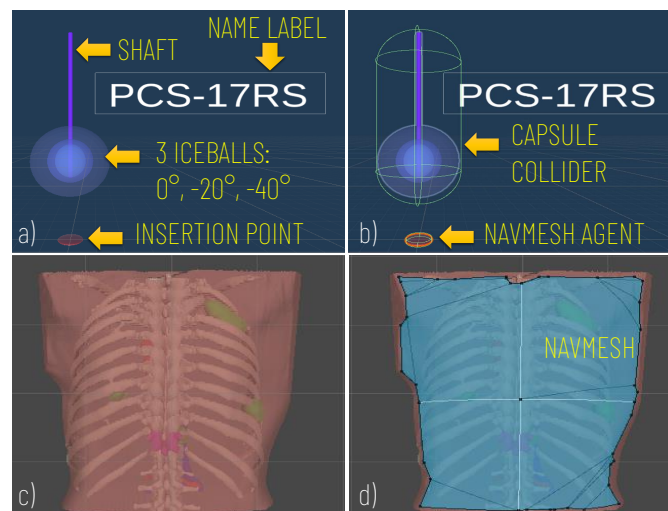 NAME LABEL
SHAFT
PCS-17RS
3 ICEBALLS:
0°, -20°, -40°
a)
INSERTION POINT
PCS-17RS
CAPSULE
COLLIDER
b)
NAVMESH AGENT
c)
NAVMESH
d)